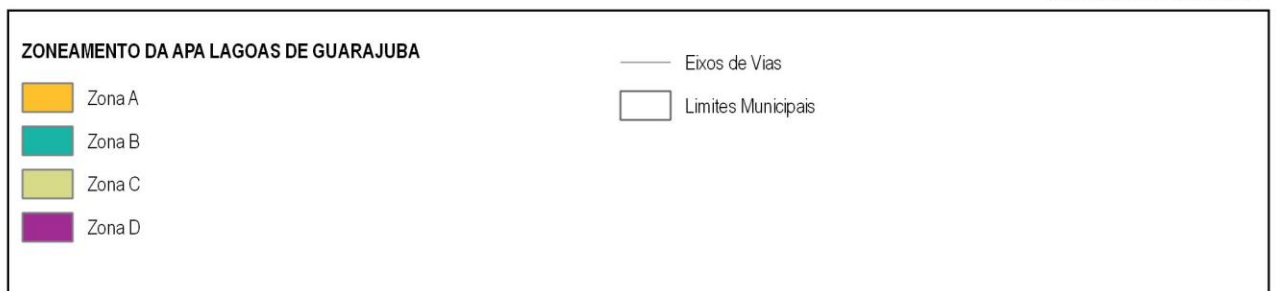 ZONEAMENTO DA APA LAGOAS DE GUARAJUBA
Zona A
Zona B
Zona C
Zona D
Eixos de Vias
Limites Municipais